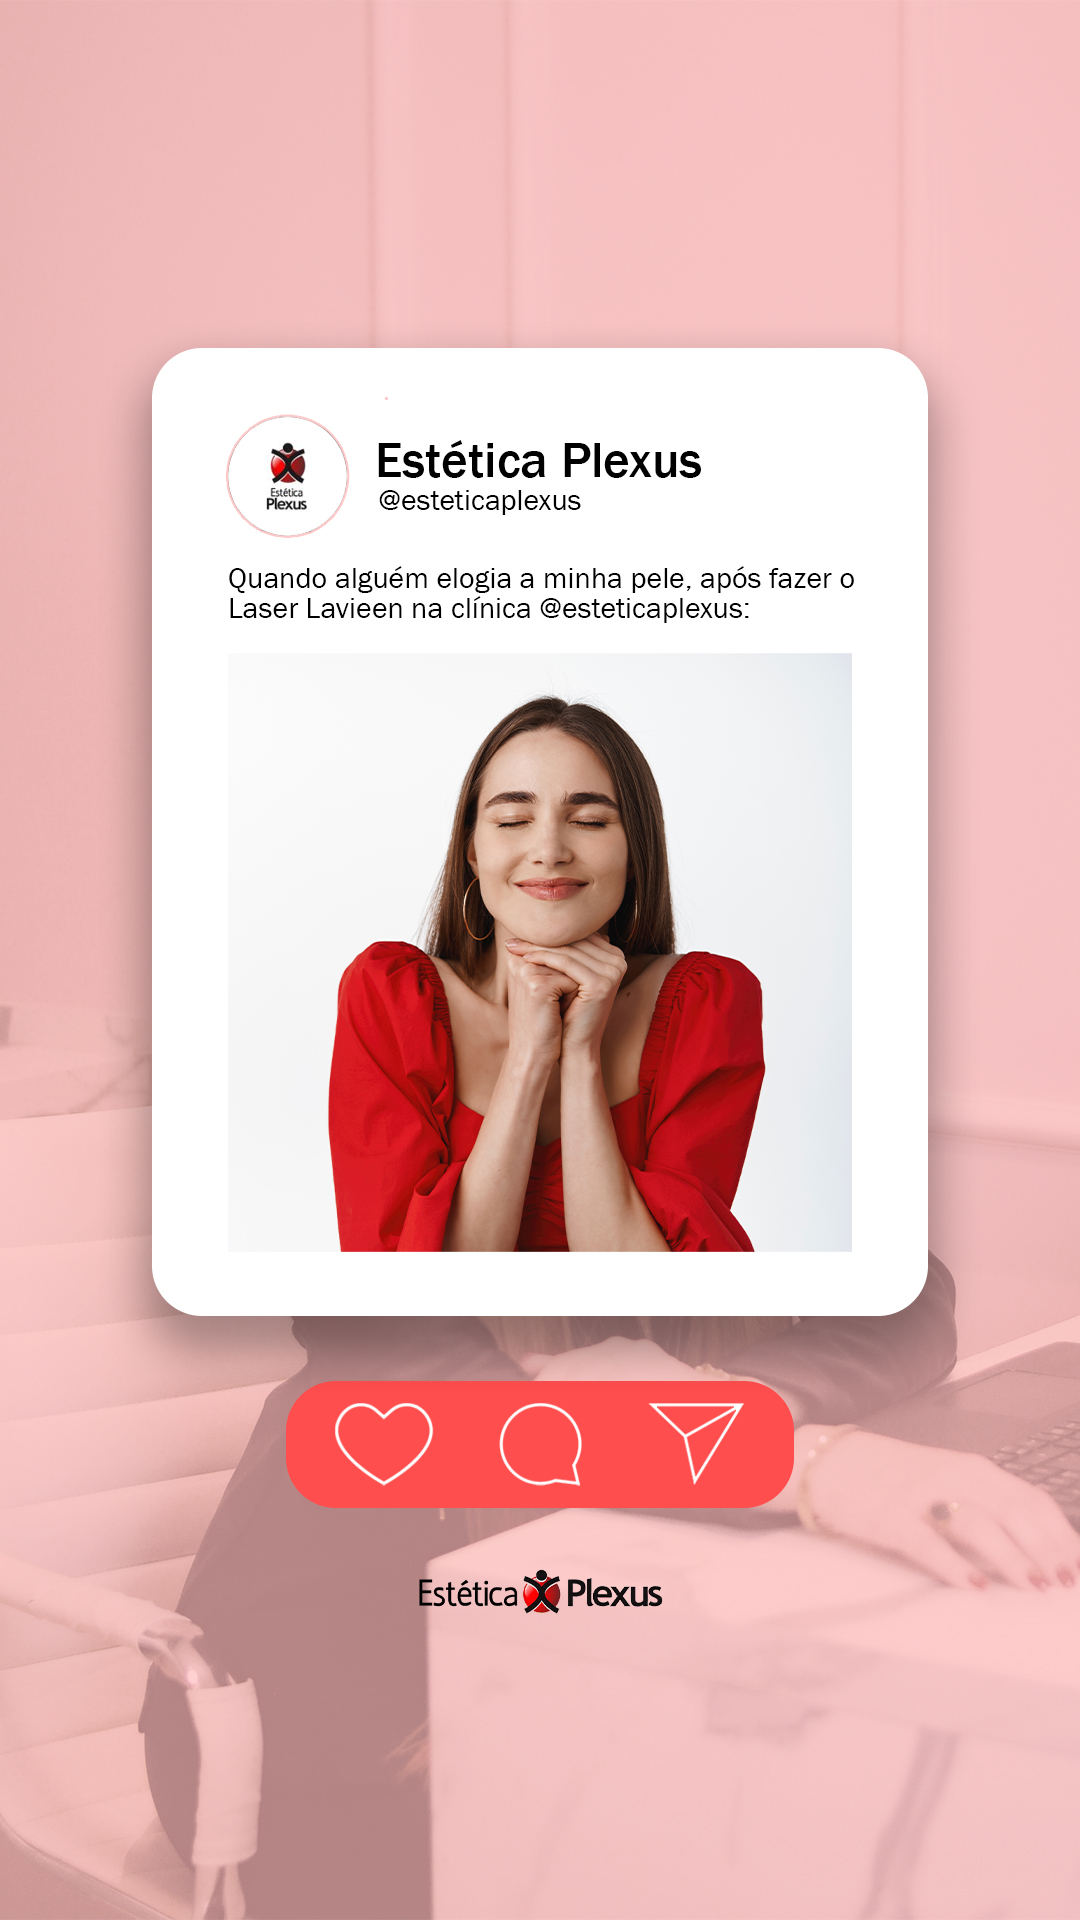 Estética
Plexus
Estética Plexus
@esteticaplexus
Quando alguém elogia a minha pele, após fazer o
Laser Lavieen na clínica @esteticaplexus:
Estética Plexus